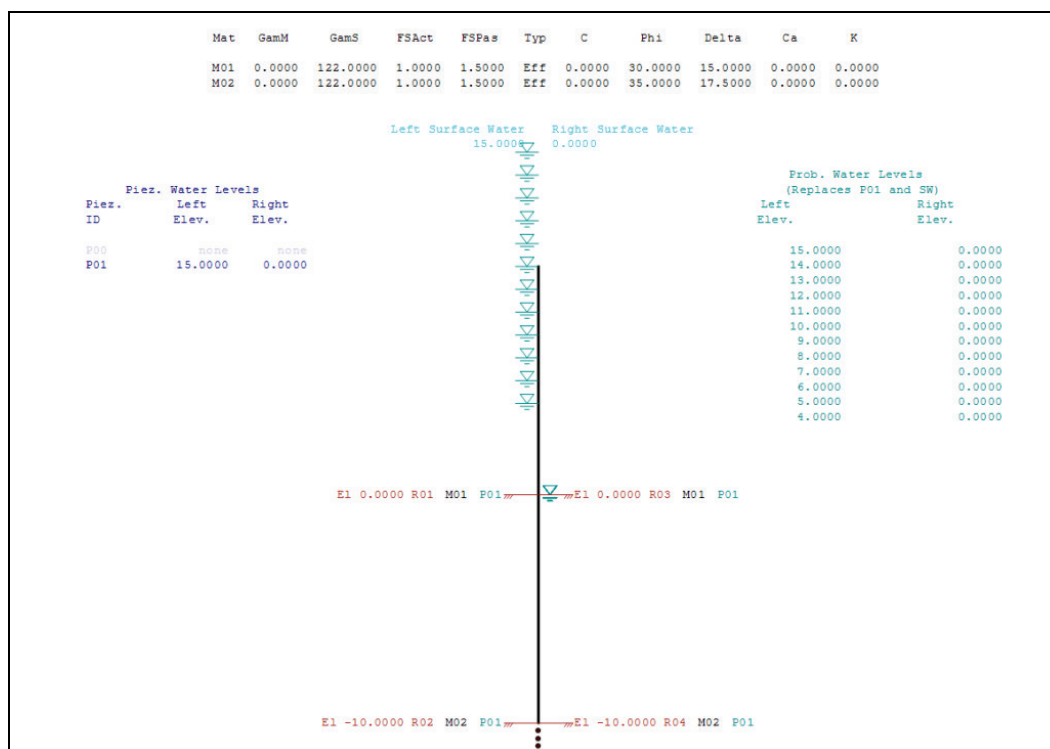 Mat GamM GamS FSAct FSPas Typ C Phi Delta Ca K
M01 0.0000 122.0000 1.0000 1.5000 Eff 0.0000 30.0000 15.0000 0.0000 0.0000
M02 0.0000 122.0000 1.0000 1.5000 Eff 0.0000 35.0000 17.5000 0.0000 0.0000
Left Surface Water Right Surface Water
15.0000 0.0000
Piez. Water Levels
Piez. Left Right
ID Elev. Elev.
P00 none none
P01 15.0000 0.0000
Prob. Water Levels
(Replaces P01 and SW)
Left Right
Elev. Elev.
15.0000 0.0000
14.0000 0.0000
13.0000 0.0000
12.0000 0.0000
11.0000 0.0000
10.0000 0.0000
9.0000 0.0000
8.0000 0.0000
7.0000 0.0000
6.0000 0.0000
5.0000 0.0000
4.0000 0.0000
El 0.0000 R01 M01 P01 El 0.0000 R03 M01 P01
El -10.0000 R02 M02 P01 El -10.0000 R04 M02 P01